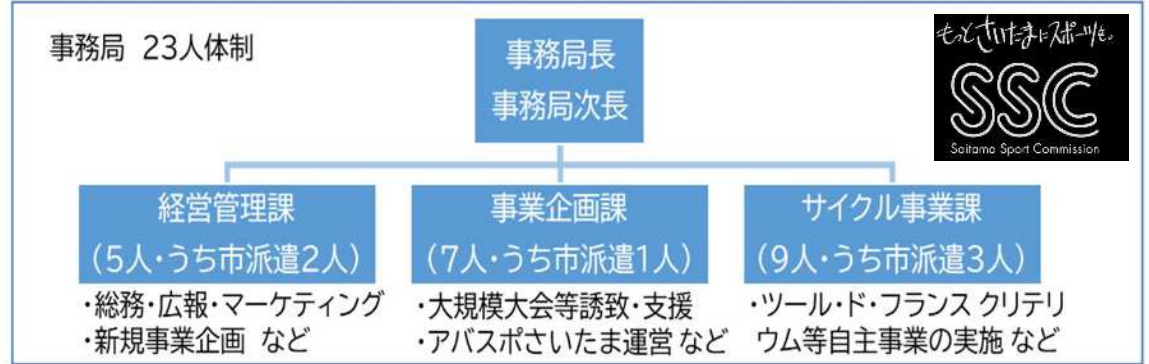 事務局 23人体制
もっとさいたまにスポーツを。
SSC
Saitama Sport Commission
事務局長
事務局次長
経営管理課
(5人・うち市派遣2人)
・総務・広報・マーケティング
・新規事業企画 など
事業企画課
(7人・うち市派遣1人)
・大規模大会等誘致・支援
・アバスポさいたま運営 など
サイクル事業課
(9人・うち市派遣3人)
・ツール・ド・フランス クリテリ
ウム等自主事業の実施 など